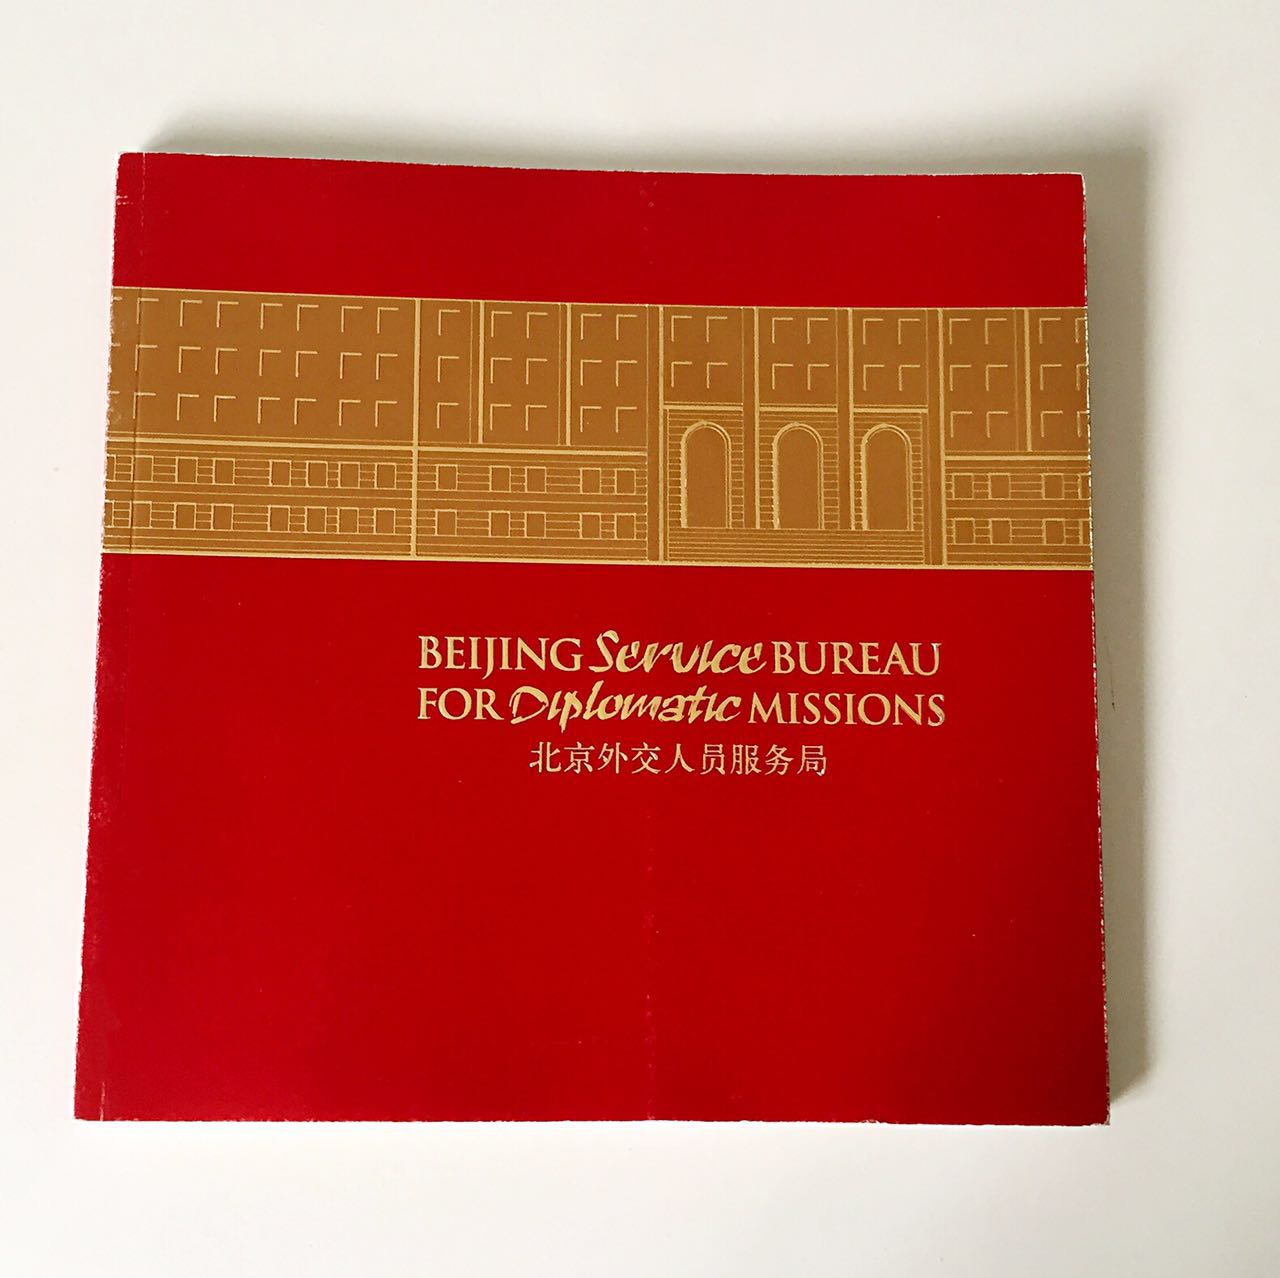 BEIJING Service BUREAU
FOR Diplomatic MISSIONS
北京外交人员服务局